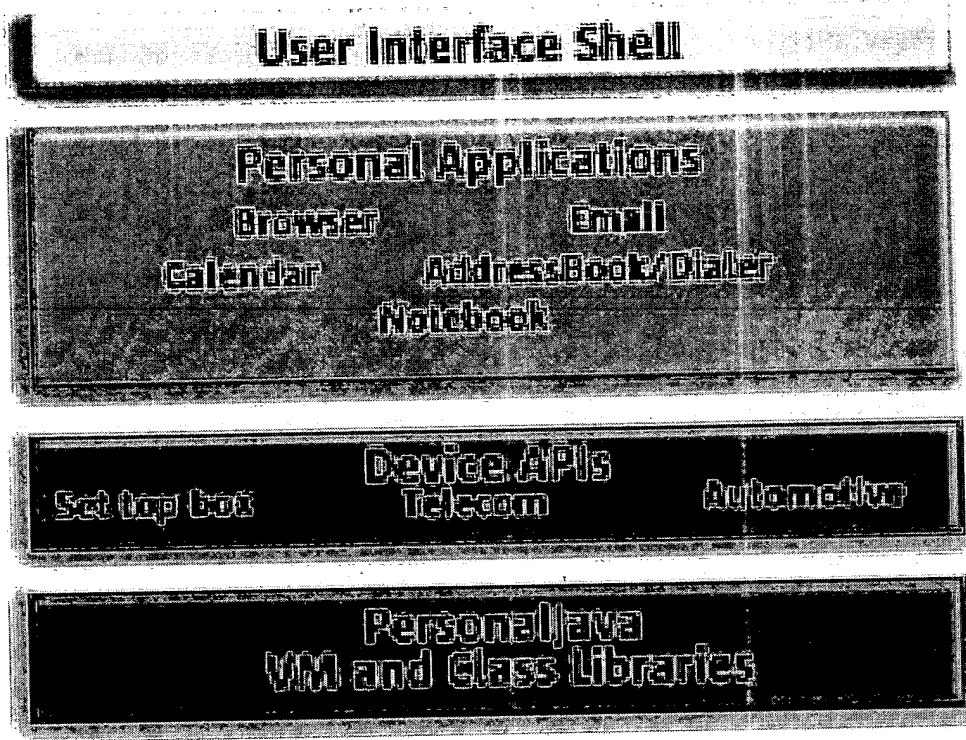 User Interface Shell
Personal Applications
Browser Email
Calendar AddressBook/Dialer
Notebook
Device APIs
Set top box Telecom Automotive
PersonalJava
VM and Class Libraries